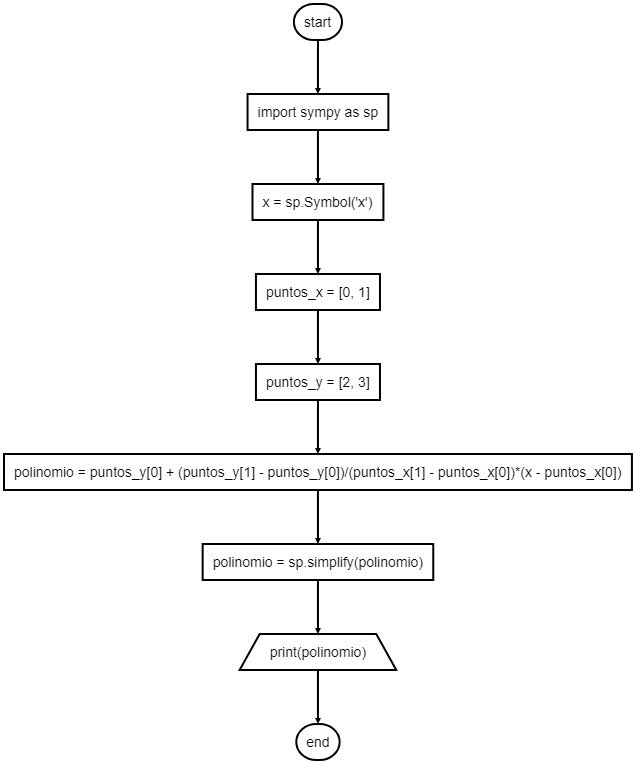 start
import sympy as sp
x = sp.Symbol('x')
puntos_x = [0, 1]
puntos_y = [2, 3]
polinomio = puntos_y[0] + (puntos_y[1] - puntos_y[0])/(puntos_x[1] - puntos_x[0])*(x - puntos_x[0])
polinomio = sp.simplify(polinomio)
print(polinomio)
end